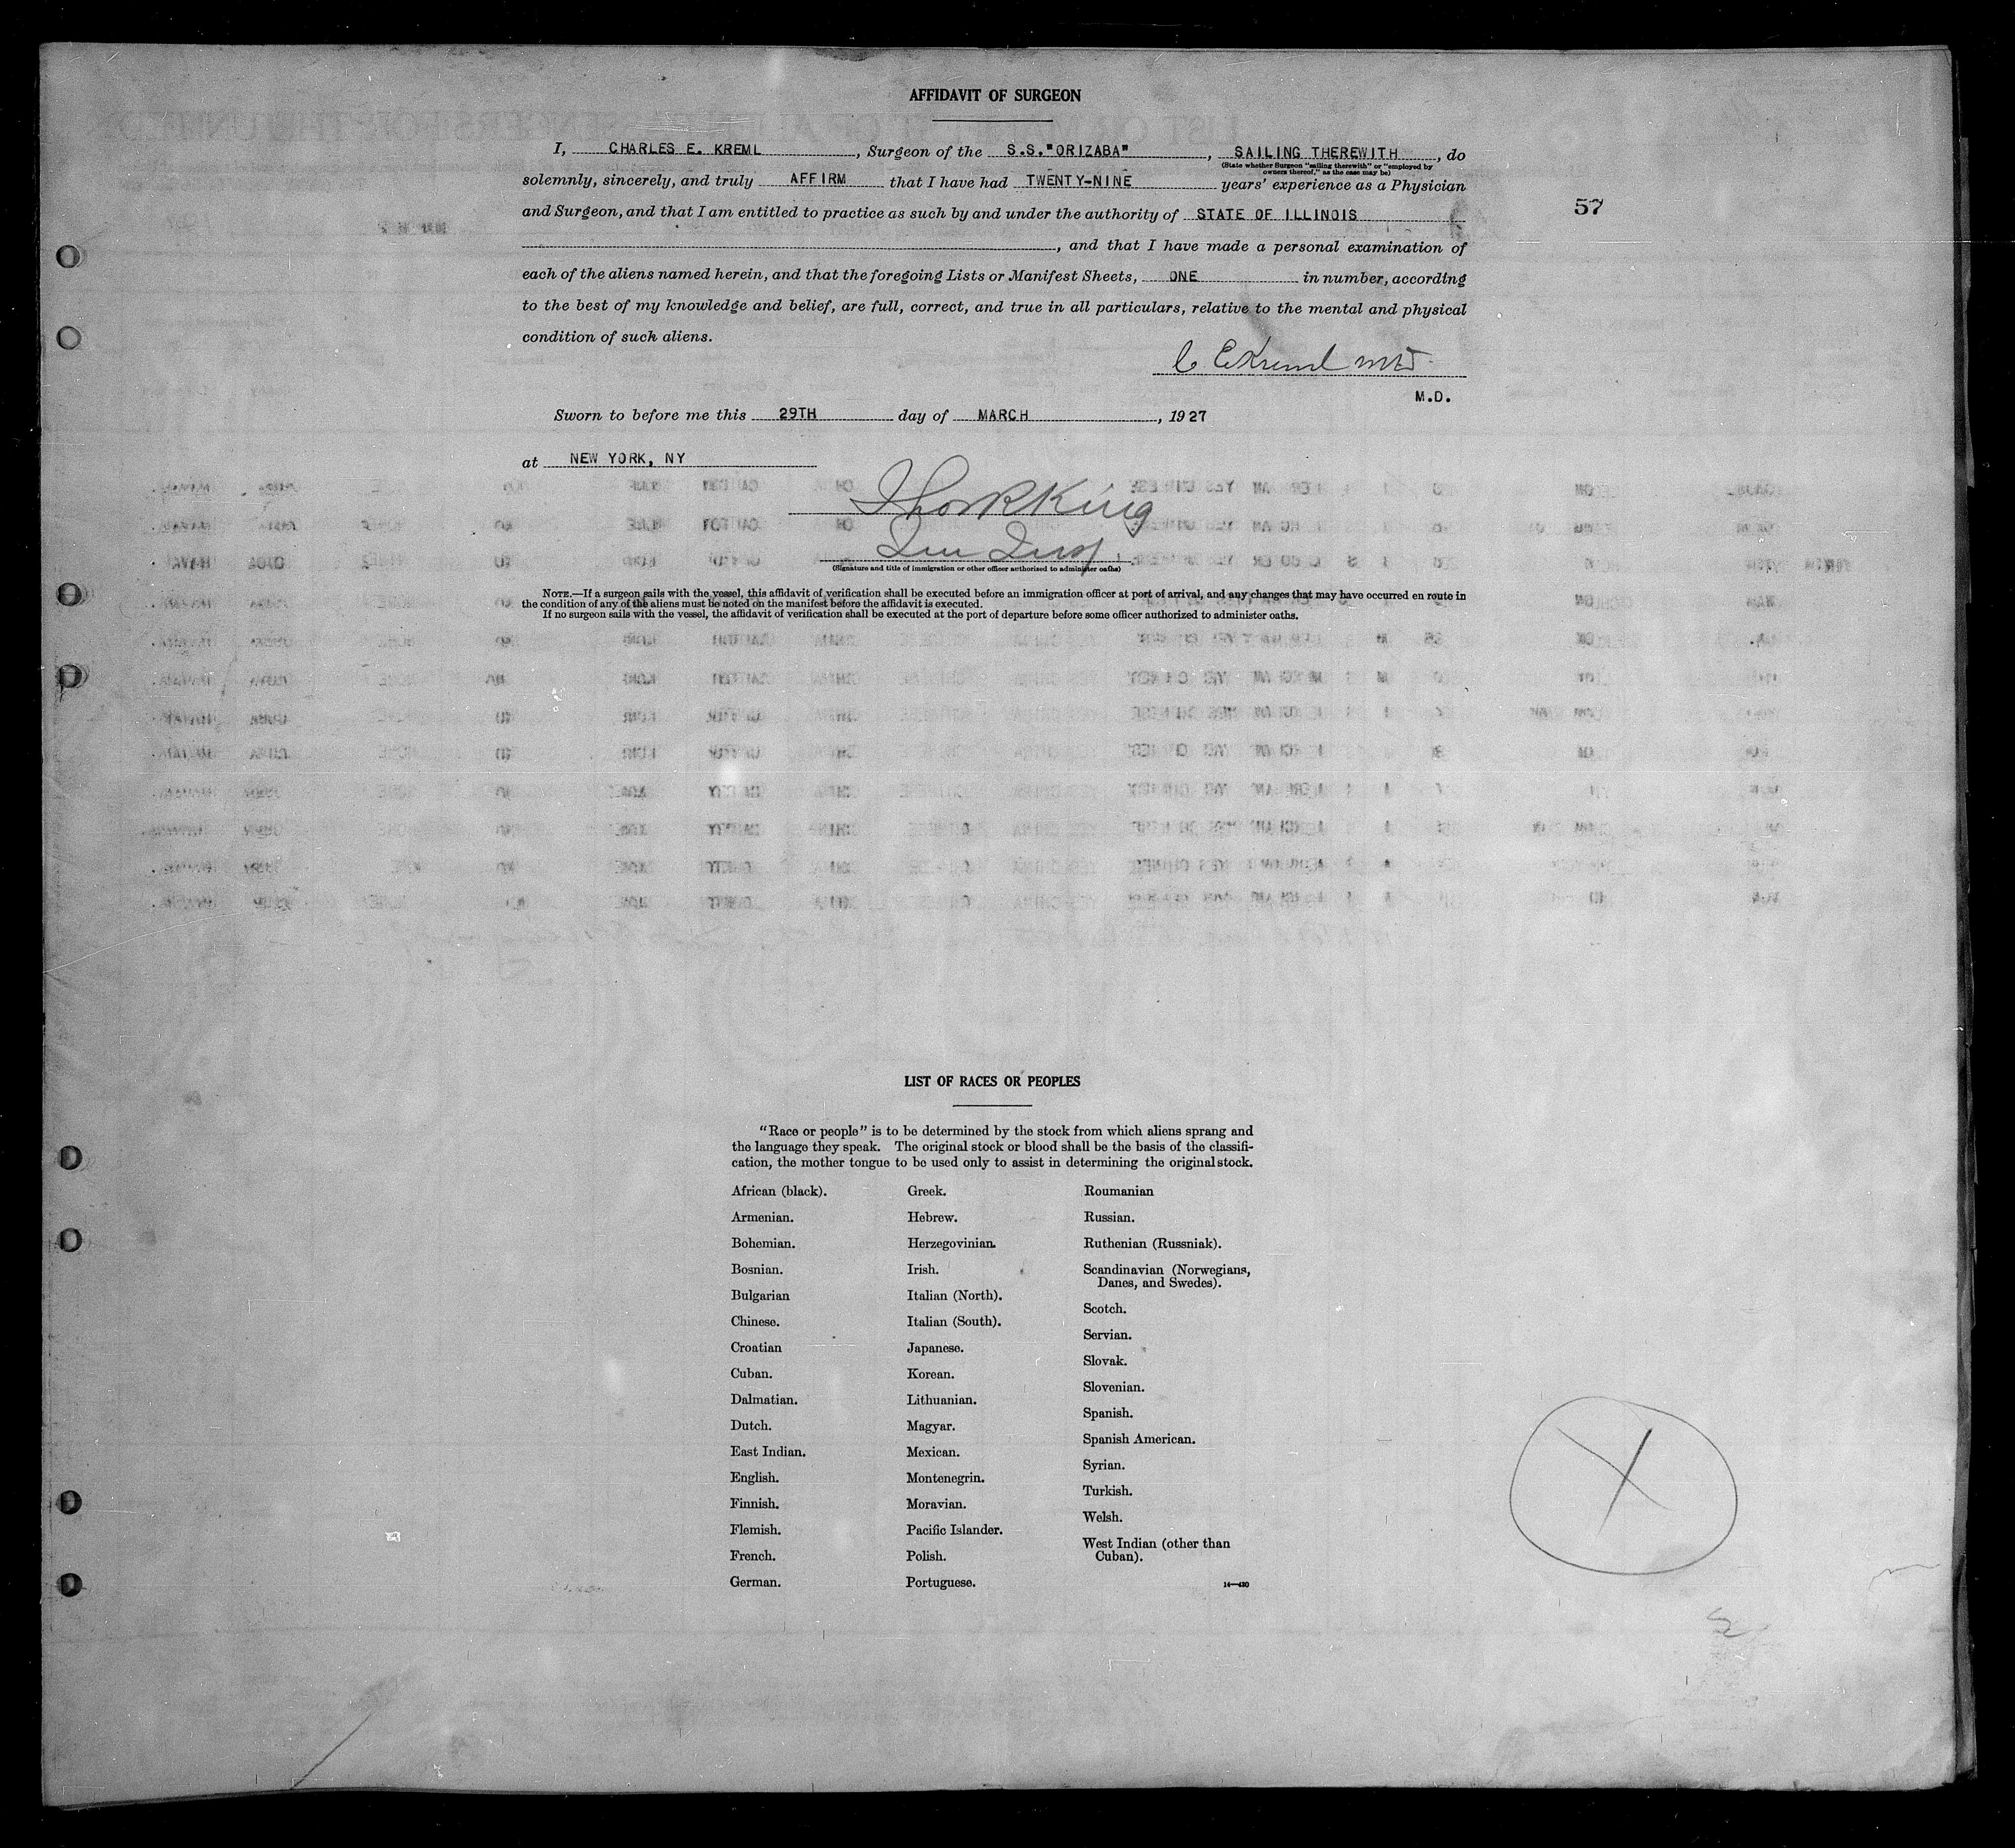 AFFIDAVIT OF SURGEON
I, CHARLES E. KREML, Surgeon of the S.S."ORIZABA", SAILING THEREWITH, do
(State whether Surgeon "sailing therewith" or "employed by
owners thereof," as the case may be)
solemnly, sincerely, and truly AFFIRM that I have had TWENTY-NINE years' experience as a Physician
57
and Surgeon, and that I am entitled to practice as such by and under the authority of STATE OF ILLINOIS
, and that I have made a personal examination of
each of the aliens named herein, and that the foregoing Lists or Manifest Sheets, ONE in number, according
to the best of my knowledge and belief, are full, correct, and true in all particulars, relative to the mental and physical
condition of such aliens.
C E Kreml MD
M.D.
Sworn to before me this 29TH day of MARCH, 1927
at NEW YORK, NY
Thos R King
(Signature and title of immigration or other officer authorized to administer oaths)
NOTE.—If a surgeon sails with the vessel, this affidavit of verification shall be executed before an immigration officer at port of arrival, and any changes that may have occurred en route in
the condition of any of the aliens must be noted on the manifest before the affidavit is executed.
If no surgeon sails with the vessel, the affidavit of verification shall be executed at the port of departure before some officer authorized to administer oaths.
LIST OF RACES OR PEOPLES
"Race or people" is to be determined by the stock from which aliens sprang and
the language they speak. The original stock or blood shall be the basis of the classifi-
cation, the mother tongue to be used only to assist in determining the original stock.
African (black).
Armenian.
Bohemian.
Bosnian.
Bulgarian
Chinese.
Croatian
Cuban.
Dalmatian.
Dutch.
East Indian.
English.
Finnish.
Flemish.
French.
German.
Greek.
Hebrew.
Herzegovinian.
Irish.
Italian (North).
Italian (South).
Japanese.
Korean.
Lithuanian.
Magyar.
Mexican.
Montenegrin.
Moravian.
Pacific Islander.
Polish.
Portuguese.
Roumanian
Russian.
Ruthenian (Russniak).
Scandinavian (Norwegians,
Danes, and Swedes).
Scotch.
Servian.
Slovak.
Slovenian.
Spanish.
Spanish American.
Syrian.
Turkish.
Welsh.
West Indian (other than
Cuban).
14—430
X